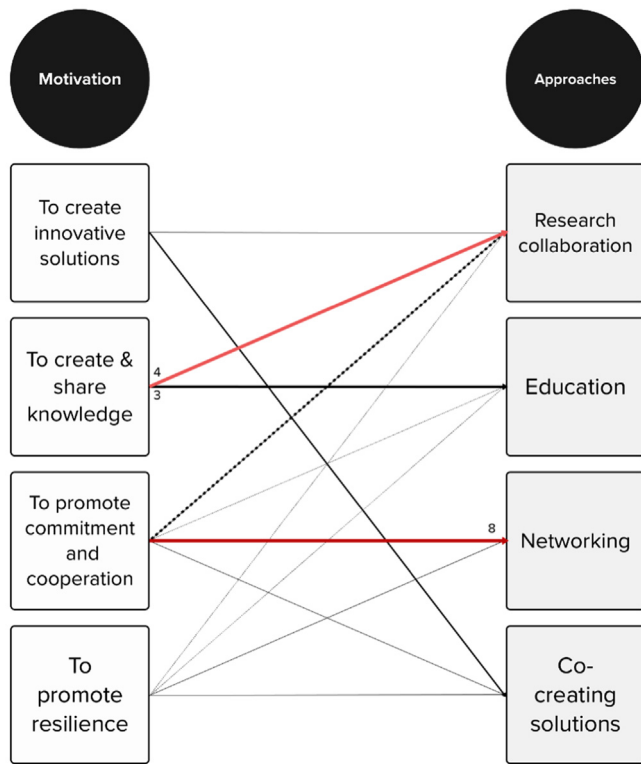 Motivation
Approaches
To create
innovative
solutions
Research
collaboration
To create &
share
knowledge
4
3
Education
To promote
commitment
and
cooperation
8
Networking
To
promote
resilience
Co-
creating
solutions